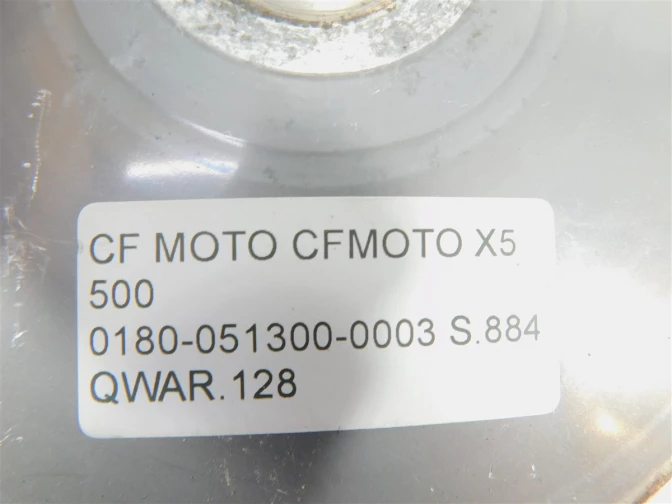 CF MOTO CFMOTO X5
500
0180-051300-0003 S.884
QWAR.128